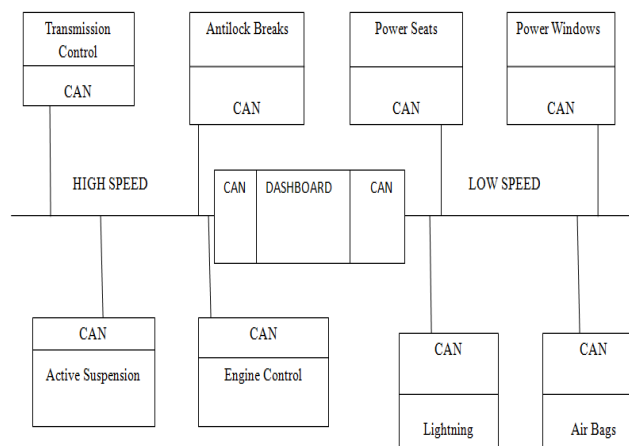 Transmission
Control
CAN
Antilock Breaks
CAN
Power Seats
CAN
Power Windows
CAN
HIGH SPEED
CAN
DASHBOARD
CAN
LOW SPEED
CAN
Active Suspension
CAN
Engine Control
CAN
Lightning
CAN
Air Bags